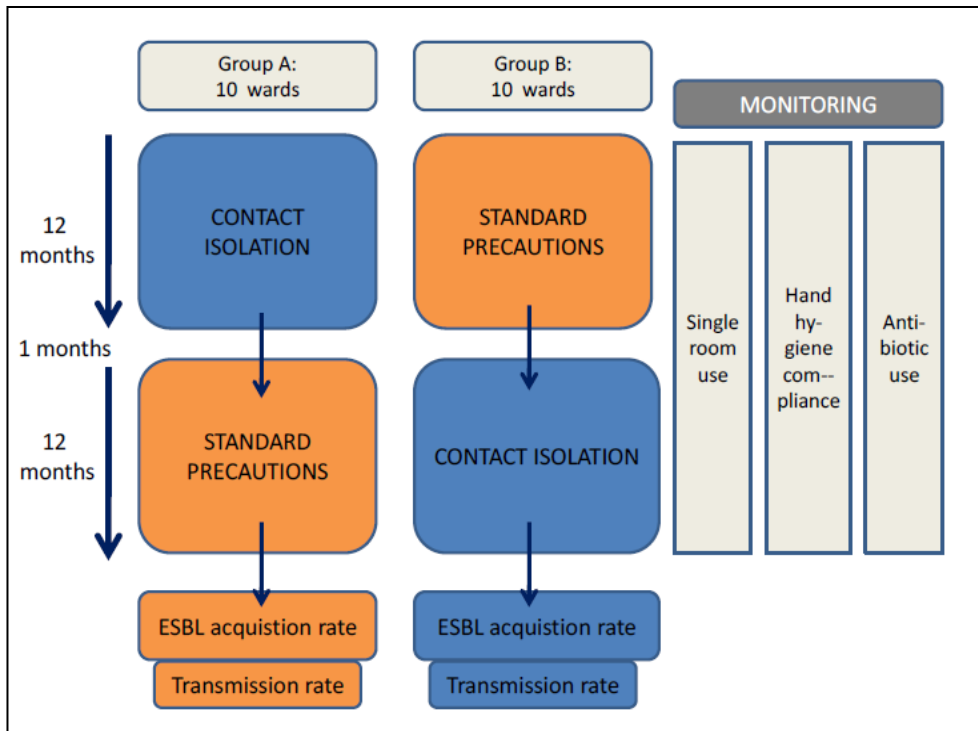 Group A:
10 wards
Group B:
10 wards
MONITORING
12
months
CONTACT
ISOLATION
STANDARD
PRECAUTIONS
1 months
12
months
STANDARD
PRECAUTIONS
CONTACT ISOLATION
Single
room
use
Hand
hy-
giene
com--
pliance
Anti-
biotic
use
ESBL acquistion rate
Transmission rate
ESBL acquistion rate
Transmission rate